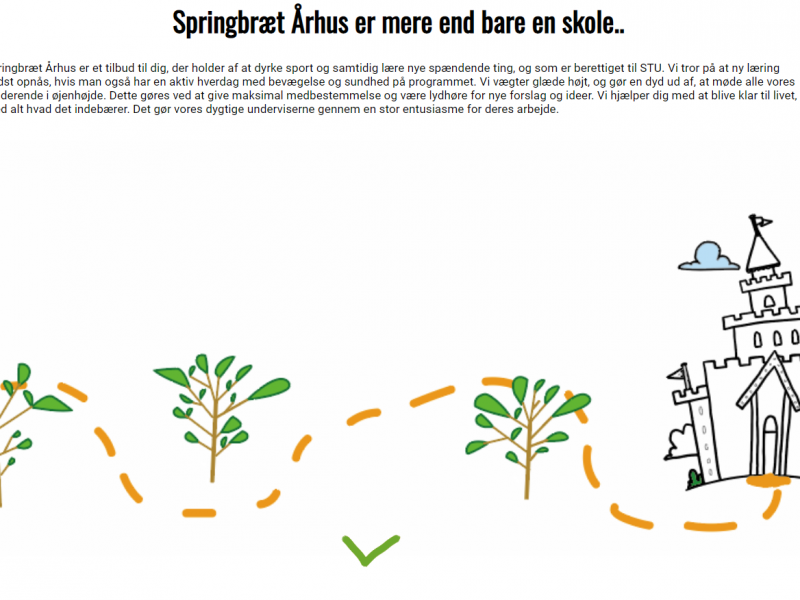 Springbræt Århus er mere end bare en skole..
ringbræt Århus er et tilbud til dig, der holder af at dyrke sport og samtidig lære nye spændende ting, og som er berettiget til STU. Vi tror på at ny læring
dst opnås, hvis man også har en aktiv hverdag med bevægelse og sundhed på programmet. Vi vægter glæde højt, og gør en dyd ud af, at møde alle vores
derende i øjenhøjde. Dette gøres ved at give maksimal medbestemmelse og være lydhøre for nye forslag og ideer. Vi hjælper dig med at blive klar til livet,
d alt hvad det indebærer. Det gør vores dygtige underviserne gennem en stor entusiasme for deres arbejde.